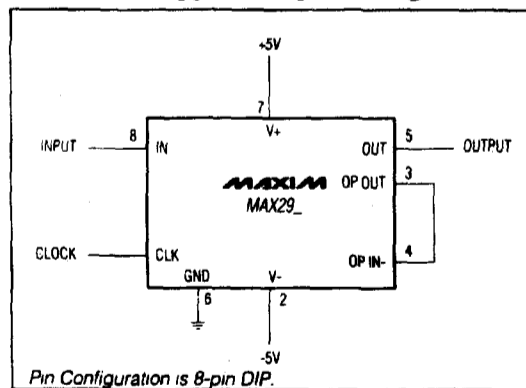 +5V
7
V+
INPUT 8 IN OUT 5 OUTPUT
MAXIM OP OUT 3
MAX29_
CLOCK CLK OP IN- 4
GND V-
6 2
-5V
Pin Configuration is 8-pin DIP.